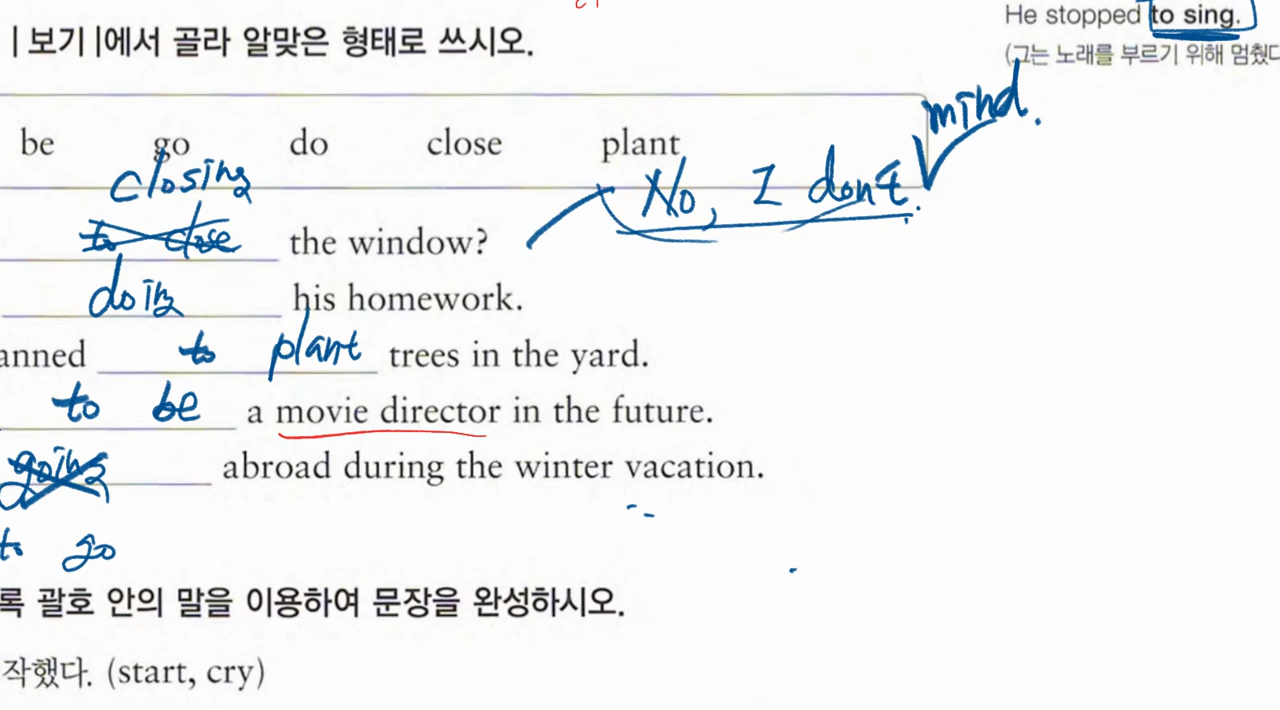 He stopped to sing.
|보기|에서 골라 알맞은 형태로 쓰시오.
(그는 노래를 부르기 위해 멈췄다
mind.
be go do close plant
closing
No, I don't.
to close the window?
doing his homework.
anned to plant trees in the yard.
to be a movie director in the future.
going abroad during the winter vacation.
to go
록 괄호 안의 말을 이용하여 문장을 완성하시오.
작했다. (start, cry)